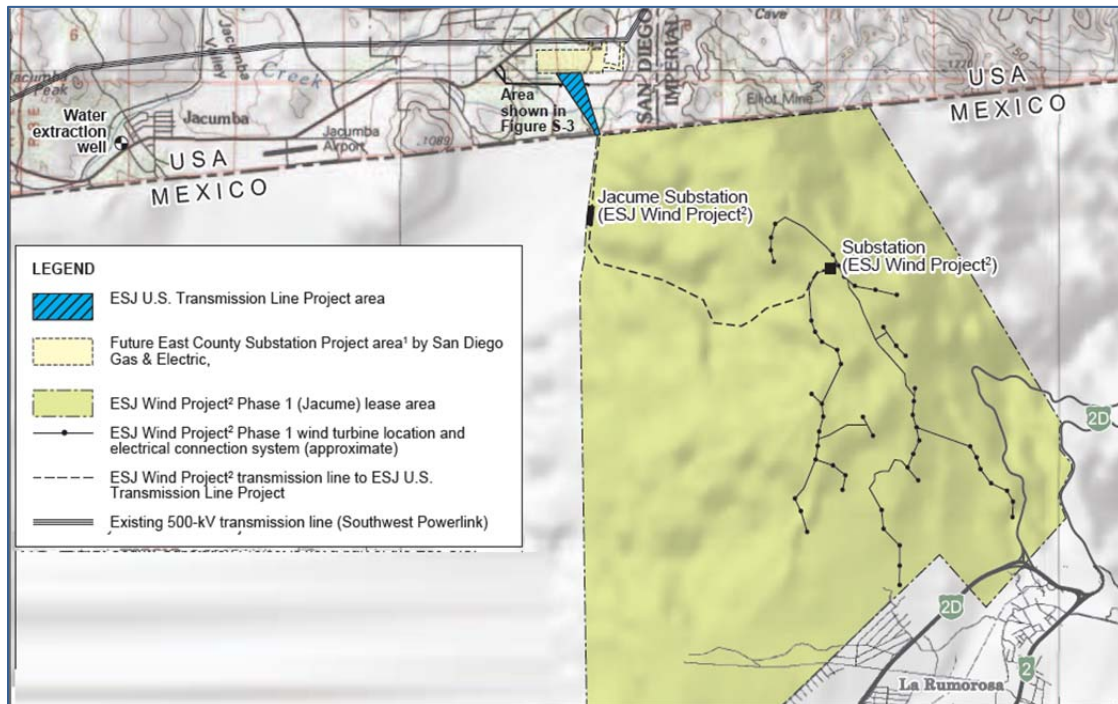 6
Jacumba
Valley
Creek
Cave
1770
Jacumba
Peak
Area
shown in
Figure S-3
SAN DIEGO
IMPERIAL
Elliot Mine
USA
MEXICO
Water
extraction
well
Jacumba
Jacumba
Airport
1089
USA
MEXICO
Jacume Substation
(ESJ Wind Project²)
Substation
(ESJ Wind Project²)
LEGEND
ESJ U.S. Transmission Line Project area
Future East County Substation Project area¹ by San Diego
Gas & Electric,
ESJ Wind Project² Phase 1 (Jacume) lease area
ESJ Wind Project² Phase 1 wind turbine location and
electrical connection system (approximate)
ESJ Wind Project² transmission line to ESJ U.S.
Transmission Line Project
Existing 500-kV transmission line (Southwest Powerlink)
2D
2D
2
La Rumorosa